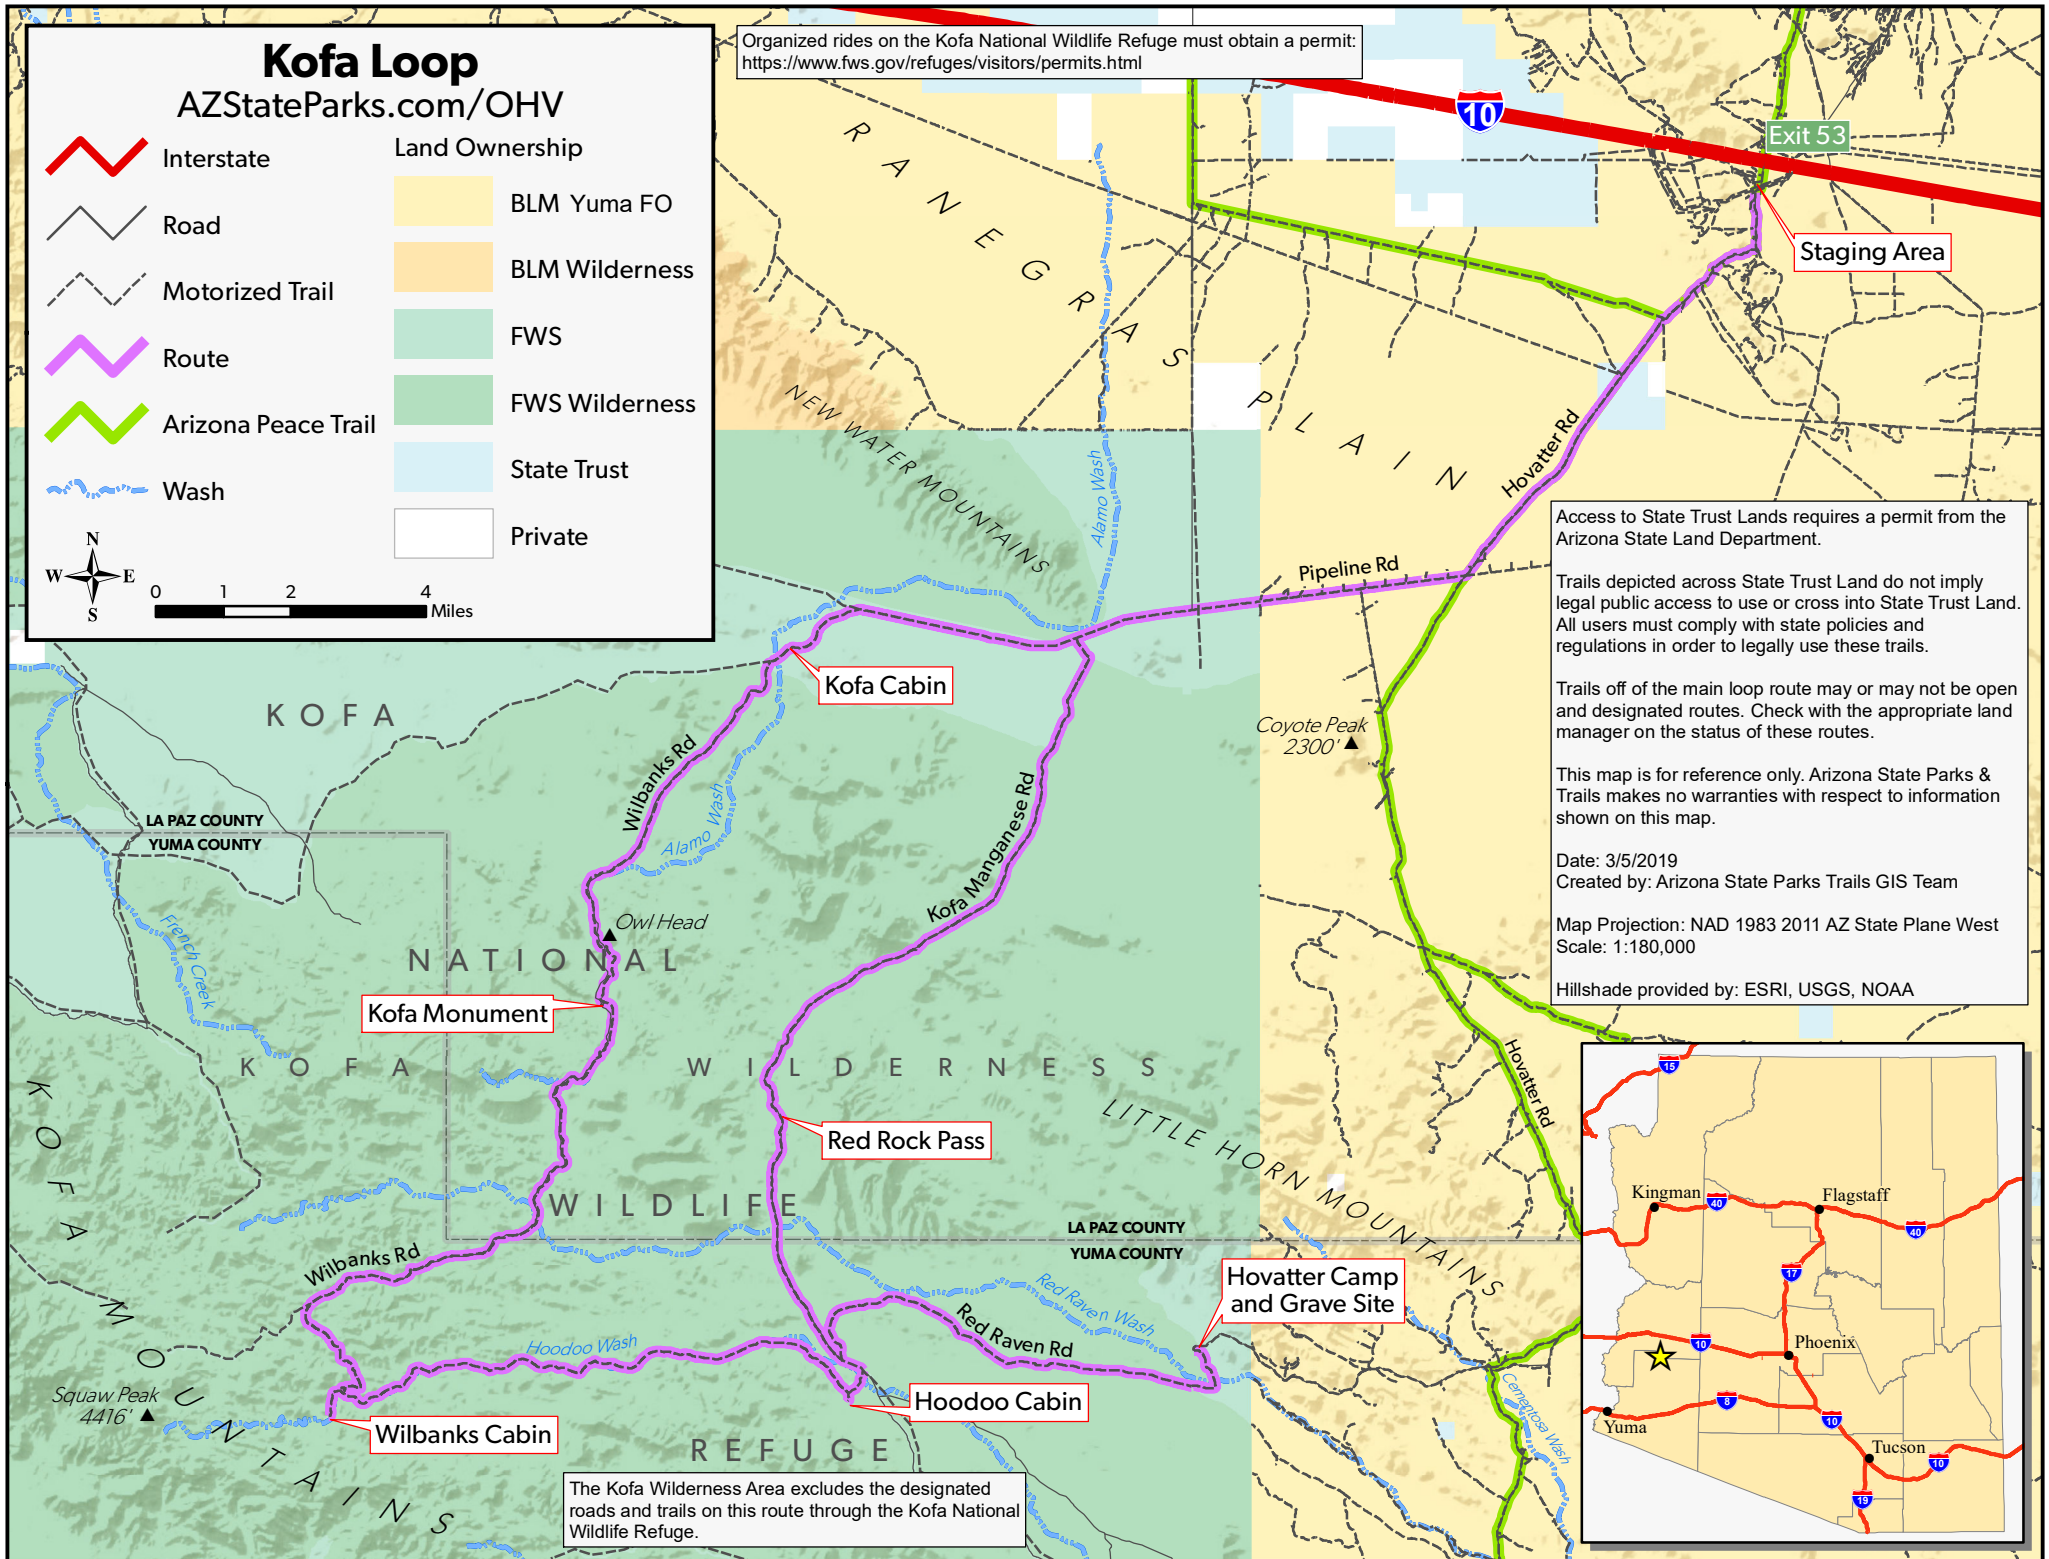 Kofa Loop
AZStateParks.com/OHV
Interstate
Road
Motorized Trail
Route
Arizona Peace Trail
Wash
Land Ownership
BLM Yuma FO
BLM Wilderness
FWS
FWS Wilderness
State Trust
Private
N
W E
S
0 1 2 4
Miles
Organized rides on the Kofa National Wildlife Refuge must obtain a permit:
https://www.fws.gov/refuges/visitors/permits.html
10
Exit 53
Staging Area
RANEGRAS PLAIN
NEW WATER MOUNTAINS
Alamo Wash
Hovatter Rd
Pipeline Rd
Access to State Trust Lands requires a permit from the
Arizona State Land Department.
Trails depicted across State Trust Land do not imply
legal public access to use or cross into State Trust Land.
All users must comply with state policies and
regulations in order to legally use these trails.
Trails off of the main loop route may or may not be open
and designated routes. Check with the appropriate land
manager on the status of these routes.
This map is for reference only. Arizona State Parks &
Trails makes no warranties with respect to information
shown on this map.
Date: 3/5/2019
Created by: Arizona State Parks Trails GIS Team
Map Projection: NAD 1983 2011 AZ State Plane West
Scale: 1:180,000
Hillshade provided by: ESRI, USGS, NOAA
Kofa Cabin
KOFA
Coyote Peak
2300'
Wilbanks Rd
Alamo Wash
Kofa Manganese Rd
LA PAZ COUNTY
YUMA COUNTY
Owl Head
NATIONAL
French Creek
Kofa Monument
KOFA WILDERNESS
Hovatter Rd
Red Rock Pass
LITTLE HORN MOUNTAINS
KOFA MOUNTAINS
WILDLIFE
LA PAZ COUNTY
YUMA COUNTY
Wilbanks Rd
Hovatter Camp
and Grave Site
Red Raven Wash
Red Raven Rd
Hoodoo Wash
Squaw Peak
4416'
Hoodoo Cabin
Wilbanks Cabin
Cementosa Wash
REFUGE
The Kofa Wilderness Area excludes the designated
roads and trails on this route through the Kofa National
Wildlife Refuge.
15
Kingman
40
Flagstaff
40
17
10
Phoenix
8
Yuma
10
Tucson
10
19